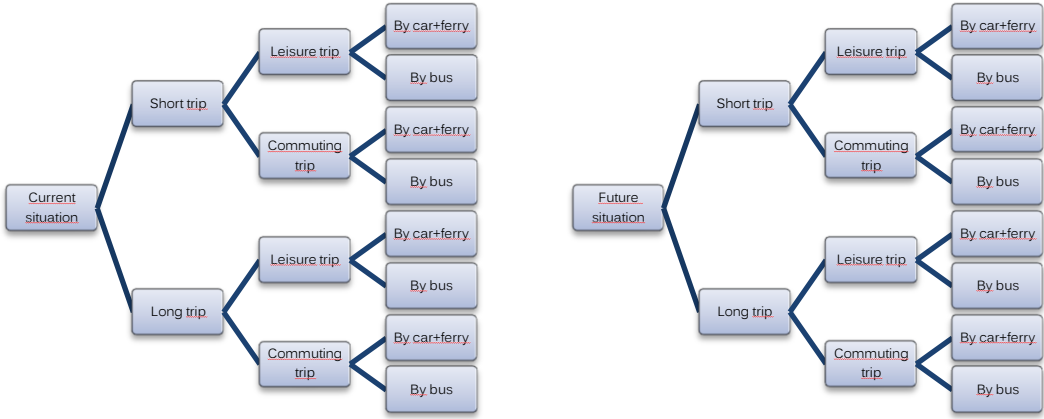 Current
situation
Short trip
Leisure trip
By car+ferry
By bus
Commuting
trip
By car+ferry
By bus
Long trip
Leisure trip
By car+ferry
By bus
Commuting
trip
By car+ferry
By bus
Future
situation
Short trip
Leisure trip
By car+ferry
By bus
Commuting
trip
By car+ferry
By bus
Long trip
Leisure trip
By car+ferry
By bus
Commuting
trip
By car+ferry
By bus